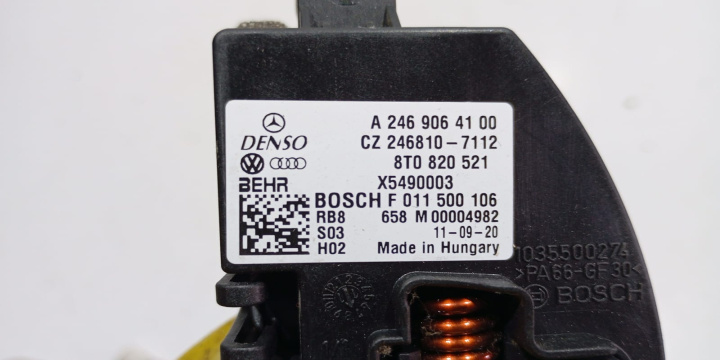 A 246 906 41 00
DENSO CZ 246810-7112
8T0 820 521
BEHR X5490003
BOSCH F 011 500 106
RB8 658 M 00004982
S03 11-09-20
H02 Made in Hungary
1035500274
>PA66-GF30<
BOSCH